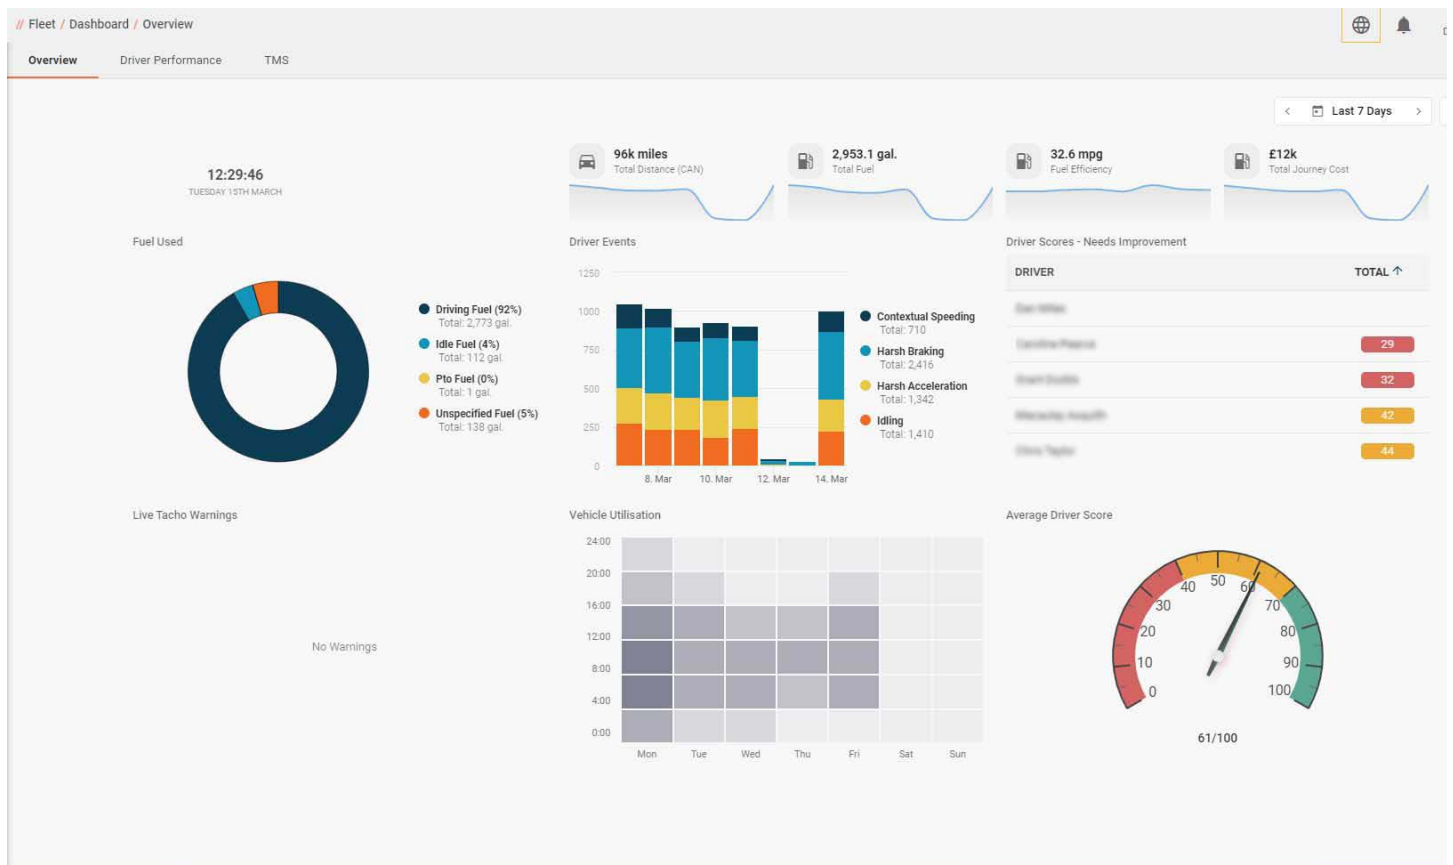 // Fleet / Dashboard / Overview
Overview Driver Performance TMS
Last 7 Days
12:29:46
TUESDAY 15TH MARCH
96k miles
Total Distance (CAN)
2,953.1 gal.
Total Fuel
32.6 mpg
Fuel Efficiency
£12k
Total Journey Cost
Fuel Used
Driving Fuel (92%)
Total: 2,773 gal.
Idle Fuel (4%)
Total: 112 gal.
Pto Fuel (0%)
Total: 1 gal.
Unspecified Fuel (5%)
Total: 138 gal.
Driver Events
1250
1000
750
500
250
0
8. Mar 10. Mar 12. Mar 14. Mar
Contextual Speeding
Total: 710
Harsh Braking
Total: 2,416
Harsh Acceleration
Total: 1,342
Idling
Total: 1,410
Driver Scores - Needs Improvement
DRIVER TOTAL
29
32
42
44
Live Tacho Warnings
No Warnings
Vehicle Utilisation
24:00
20:00
16:00
12:00
8:00
4:00
0:00
Mon Tue Wed Thu Fri Sat Sun
Average Driver Score
0 10 20 30 40 50 60 70 80 90 100
61/100